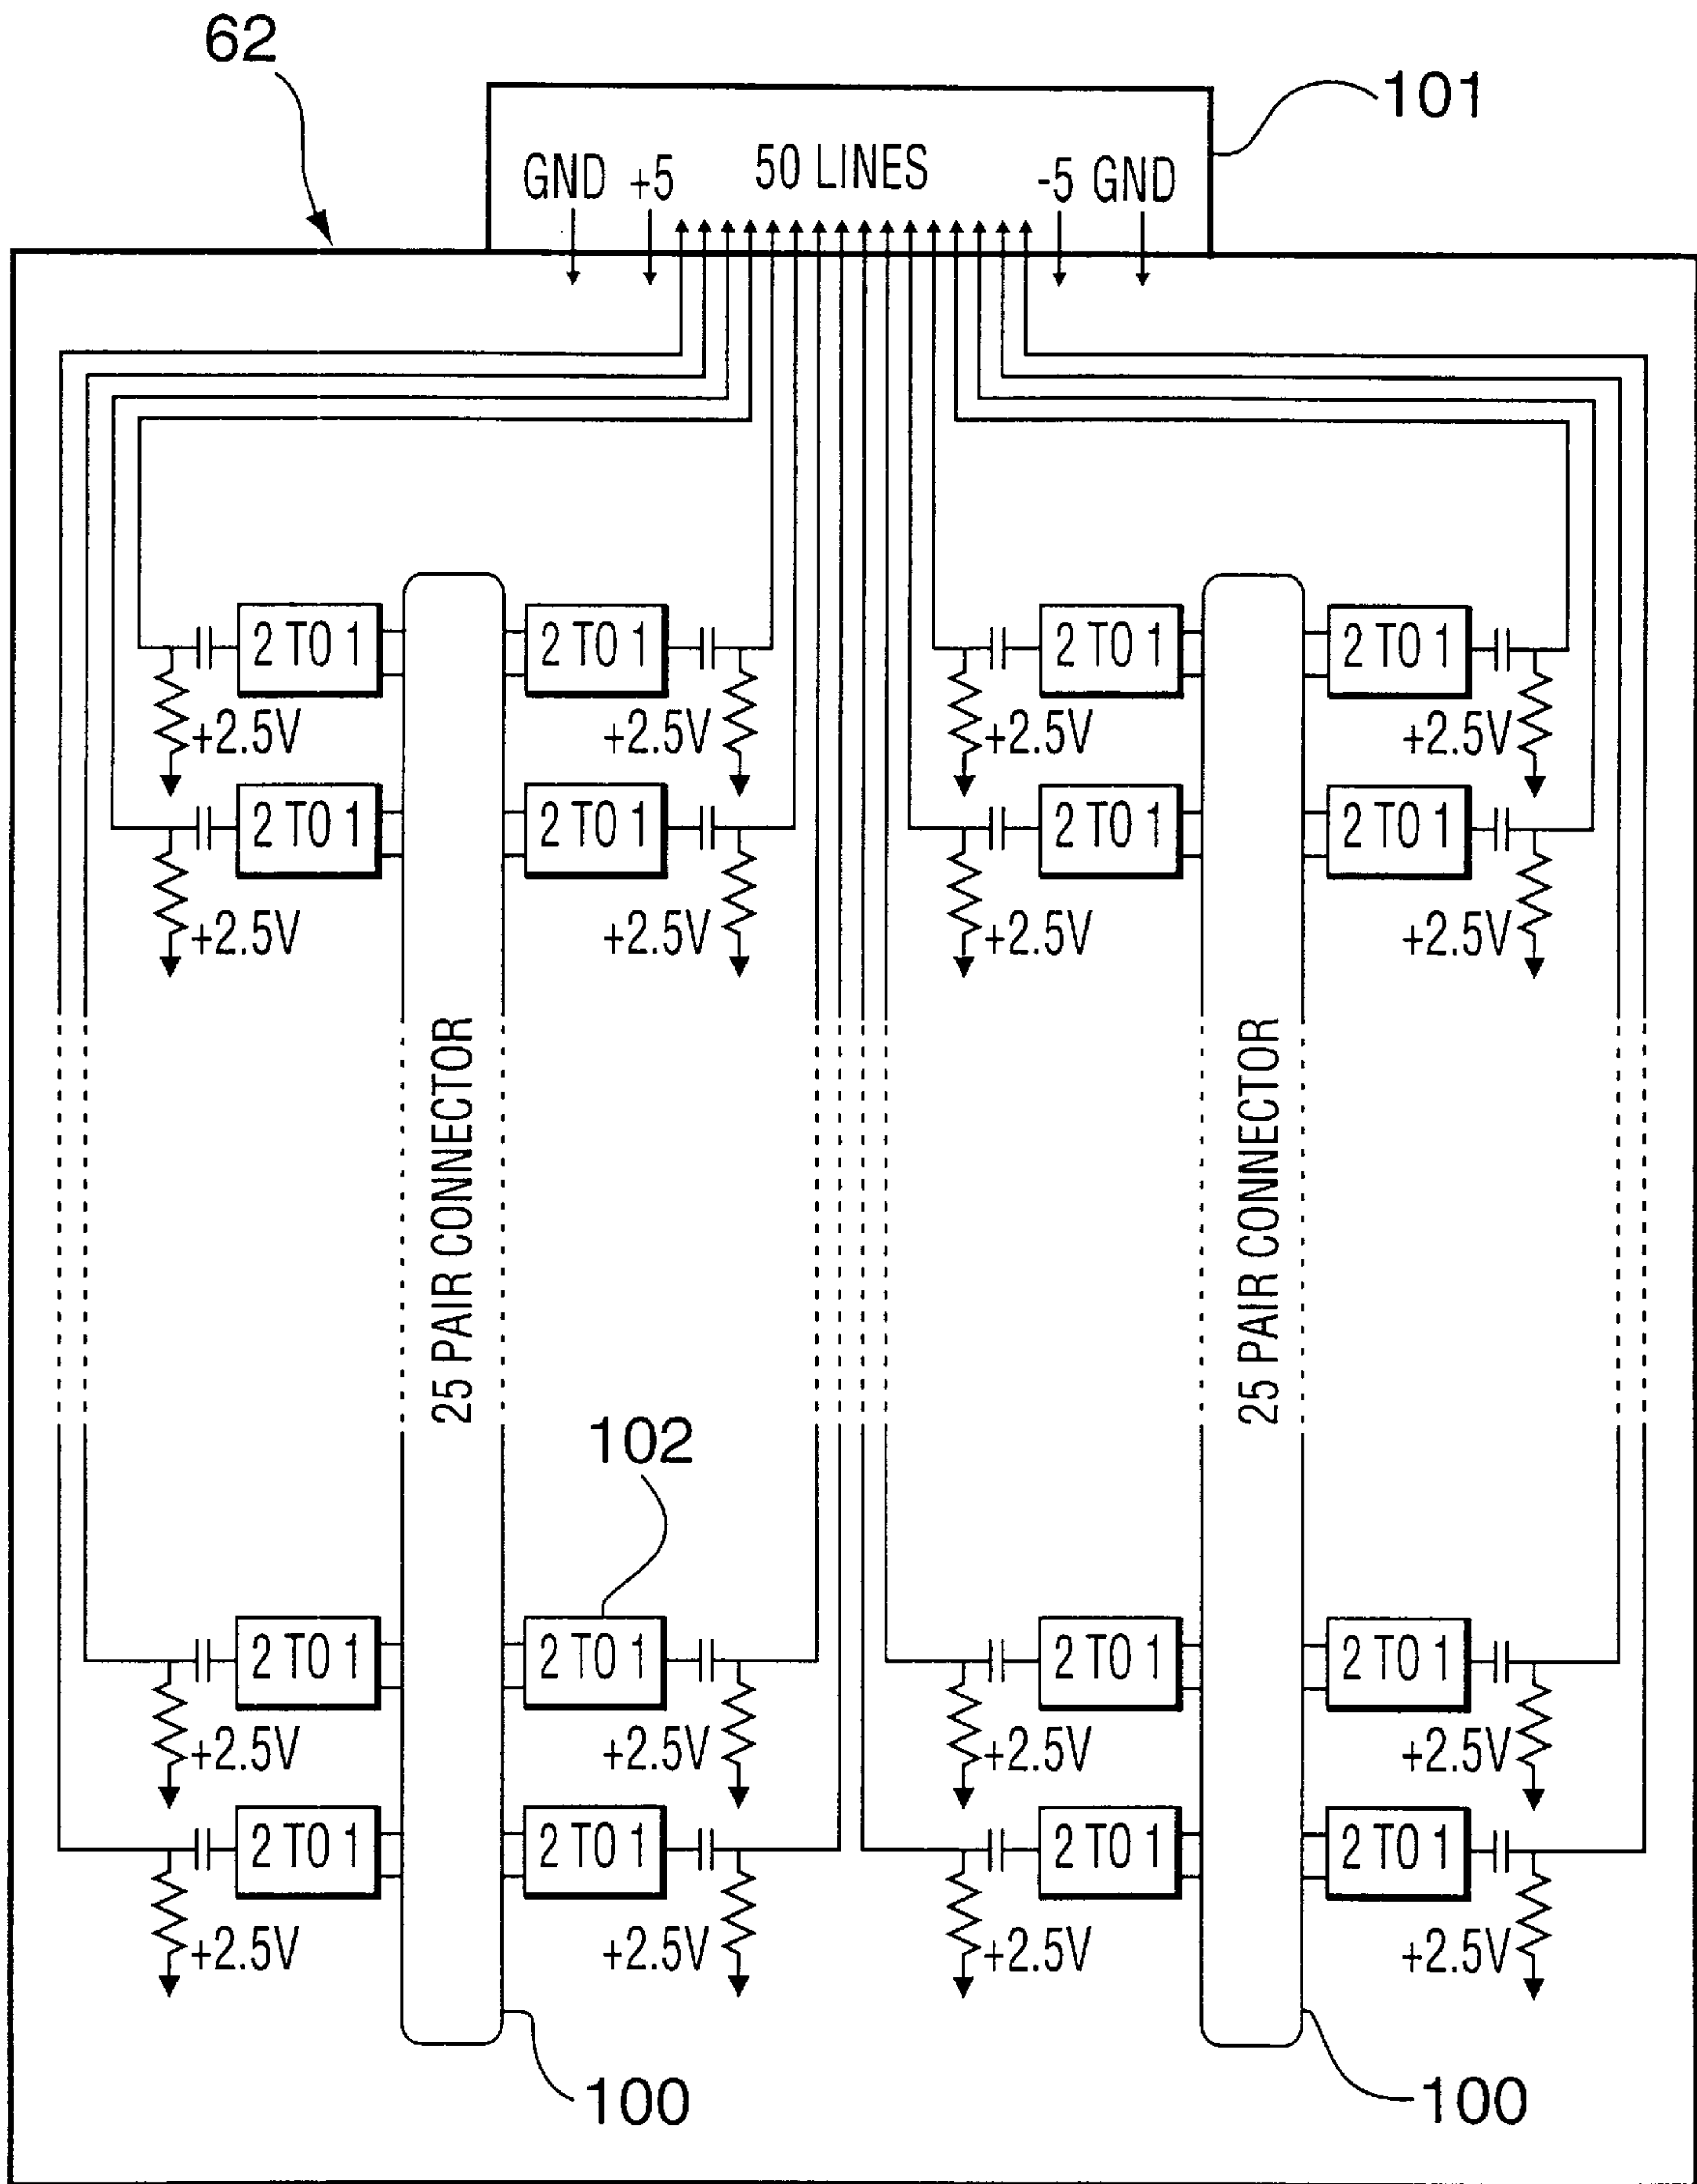 62
101
GND +5 50 LINES -5 GND
2 TO 1 2 TO 1 2 TO 1 2 TO 1
+2.5V +2.5V +2.5V +2.5V
2 TO 1 2 TO 1 2 TO 1 2 TO 1
+2.5V +2.5V +2.5V +2.5V
25 PAIR CONNECTOR
25 PAIR CONNECTOR
102
2 TO 1 2 TO 1 2 TO 1 2 TO 1
+2.5V +2.5V +2.5V +2.5V
2 TO 1 2 TO 1 2 TO 1 2 TO 1
+2.5V +2.5V +2.5V +2.5V
100 100